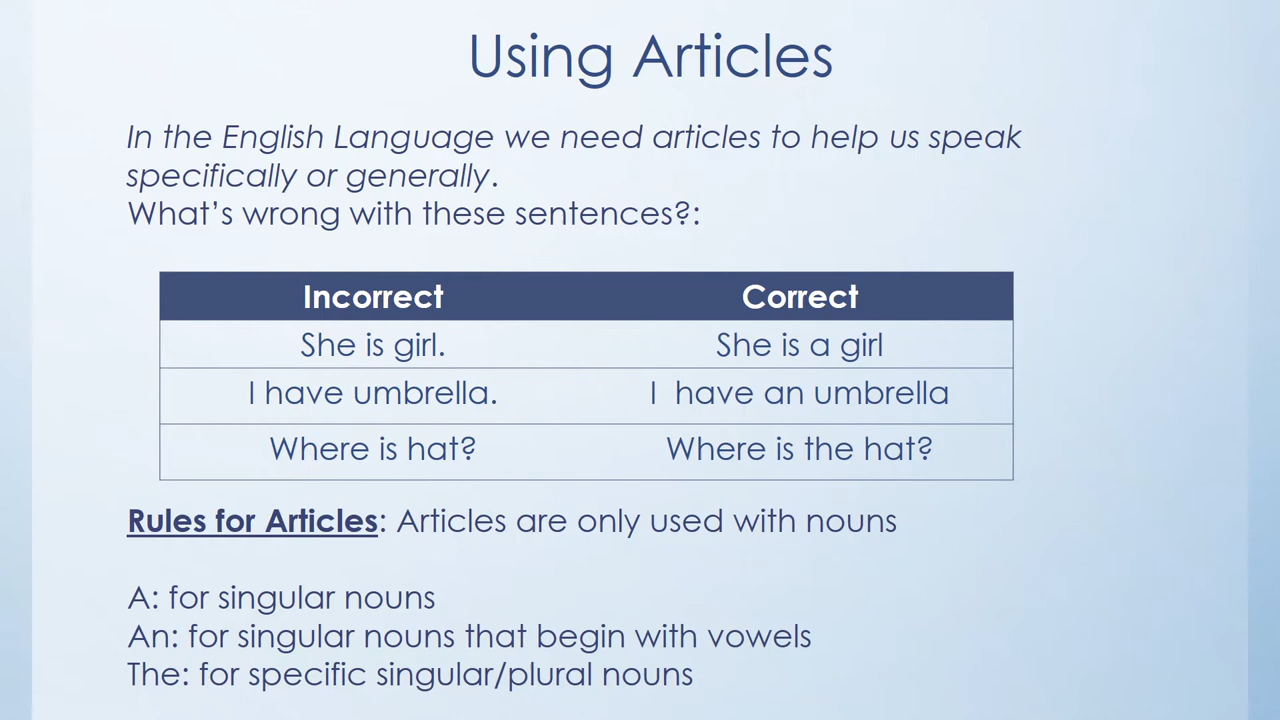 Using Articles
In the English Language we need articles to help us speak
specifically or generally.
What’s wrong with these sentences?:
Incorrect Correct
She is girl. She is a girl
I have umbrella. I have an umbrella
Where is hat? Where is the hat?
Rules for Articles: Articles are only used with nouns
A: for singular nouns
An: for singular nouns that begin with vowels
The: for specific singular/plural nouns